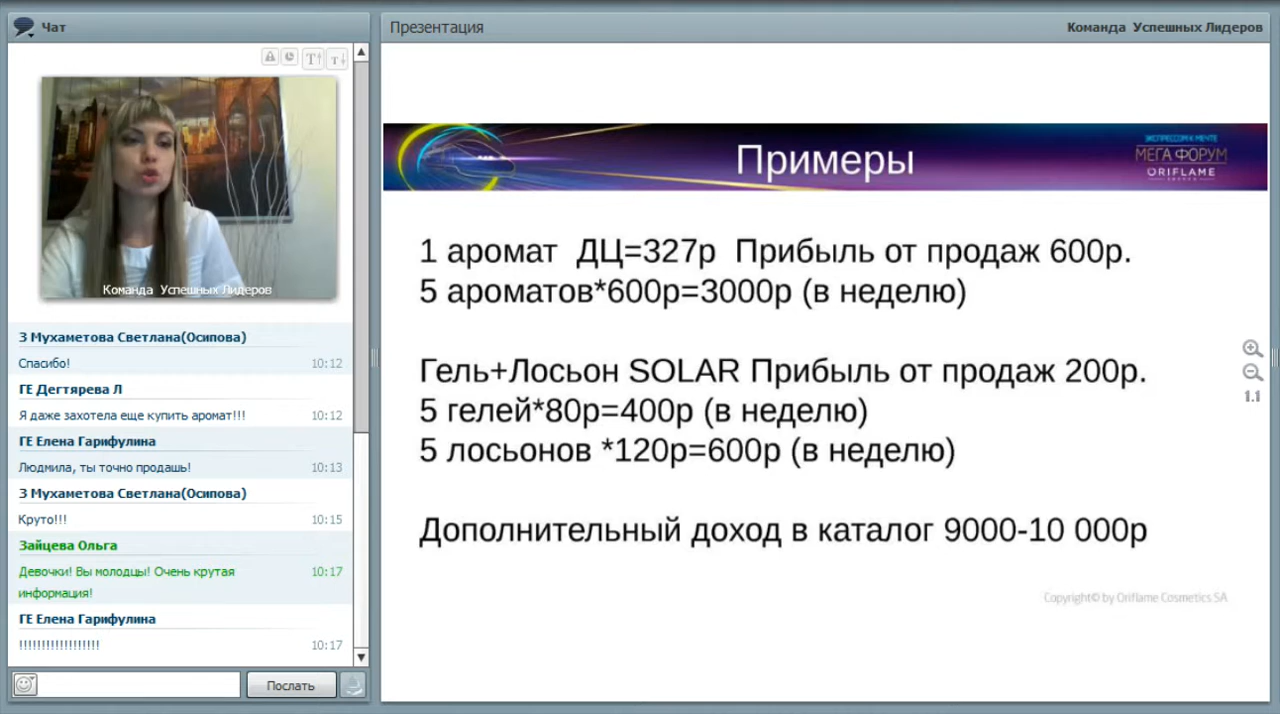 Чат
Команда Успешных Лидеров
З Мухаметова Светлана(Осипова)
Спасибо!
10:12
ГЕ Дегтярева Л
Я даже захотела еще купить аромат!!!
10:12
ГЕ Елена Гарифулина
Людмила, ты точно продашь!
10:13
З Мухаметова Светлана(Осипова)
Круто!!!
10:15
Зайцева Ольга
Девочки! Вы молодцы! Очень крутая
информация!
10:17
ГЕ Елена Гарифулина
!!!!!!!!!!!!!!!!!!
10:17
Послать
Презентация
Команда Успешных Лидеров
Примеры
ЭКСПРЕССОМ К МЕЧТЕ
МЕГА ФОРУМ
ORIFLAME
1 аромат ДЦ=327р Прибыль от продаж 600р.
5 ароматов*600р=3000р (в неделю)
Гель+Лосьон SOLAR Прибыль от продаж 200р.
5 гелей*80р=400р (в неделю)
5 лосьонов *120р=600р (в неделю)
Дополнительный доход в каталог 9000-10 000р
Copyright© by Oriflame Cosmetics SA
1.1